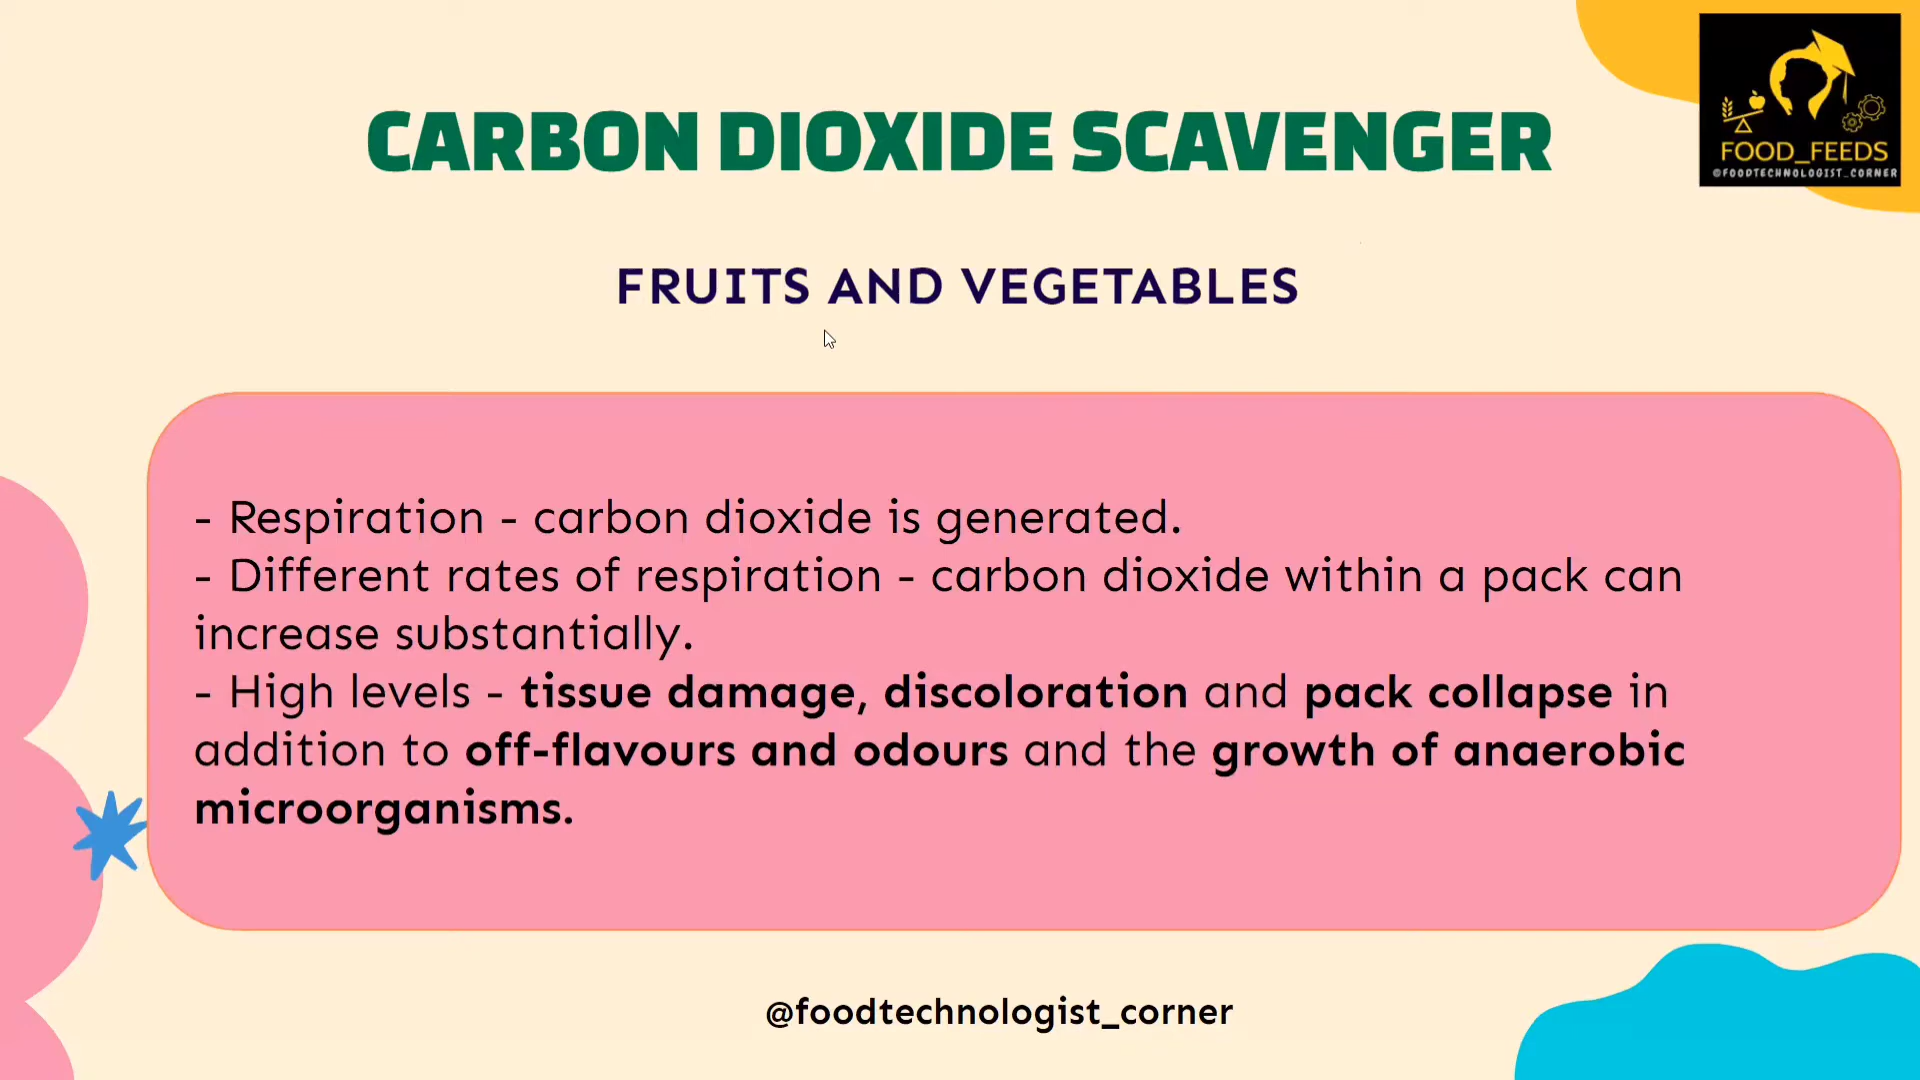 CARBON DIOXIDE SCAVENGER
FOOD_FEEDS
@FOODTECHNOLOGIST_CORNER
FRUITS AND VEGETABLES
- Respiration - carbon dioxide is generated.
- Different rates of respiration - carbon dioxide within a pack can
increase substantially.
- High levels - tissue damage, discoloration and pack collapse in
addition to off-flavours and odours and the growth of anaerobic
microorganisms.
@foodtechnologist_corner